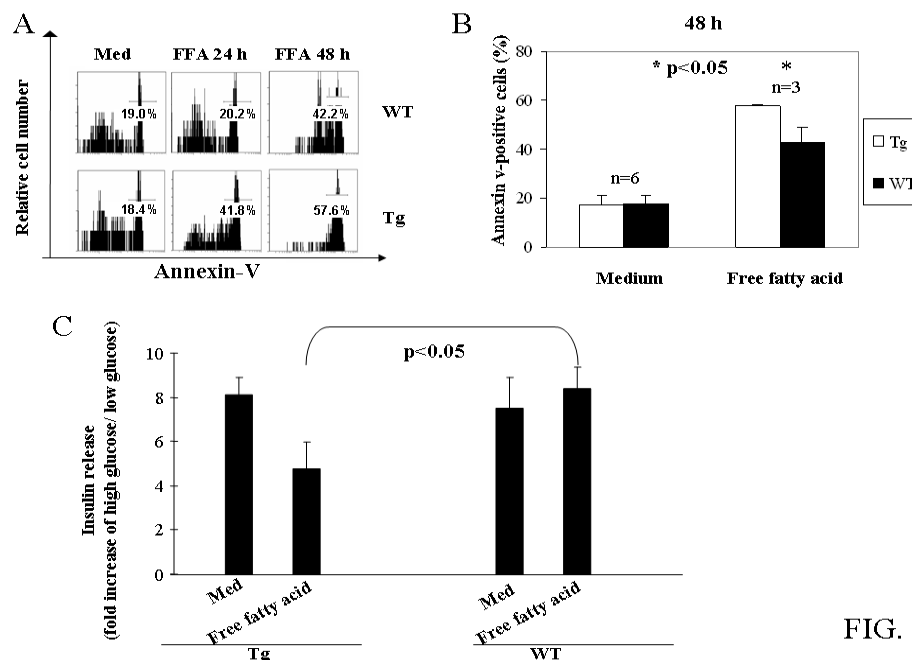 A
Med FFA 24 h FFA 48 h
19.0% 20.2% 42.2%
WT
18.4% 41.8% 57.6%
Tg
Relative cell number
Annexin-V
B
48 h
Annexin v-positive cells (%)
80
60
40
20
0
* p<0.05 *
n=3
n=6
Medium Free fatty acid
Tg
WT
C
Insulin release
(fold increase of high glucose/ low glucose)
10
8
6
4
2
0
p<0.05
Med Free fatty acid Med Free fatty acid
Tg WT
FIG.